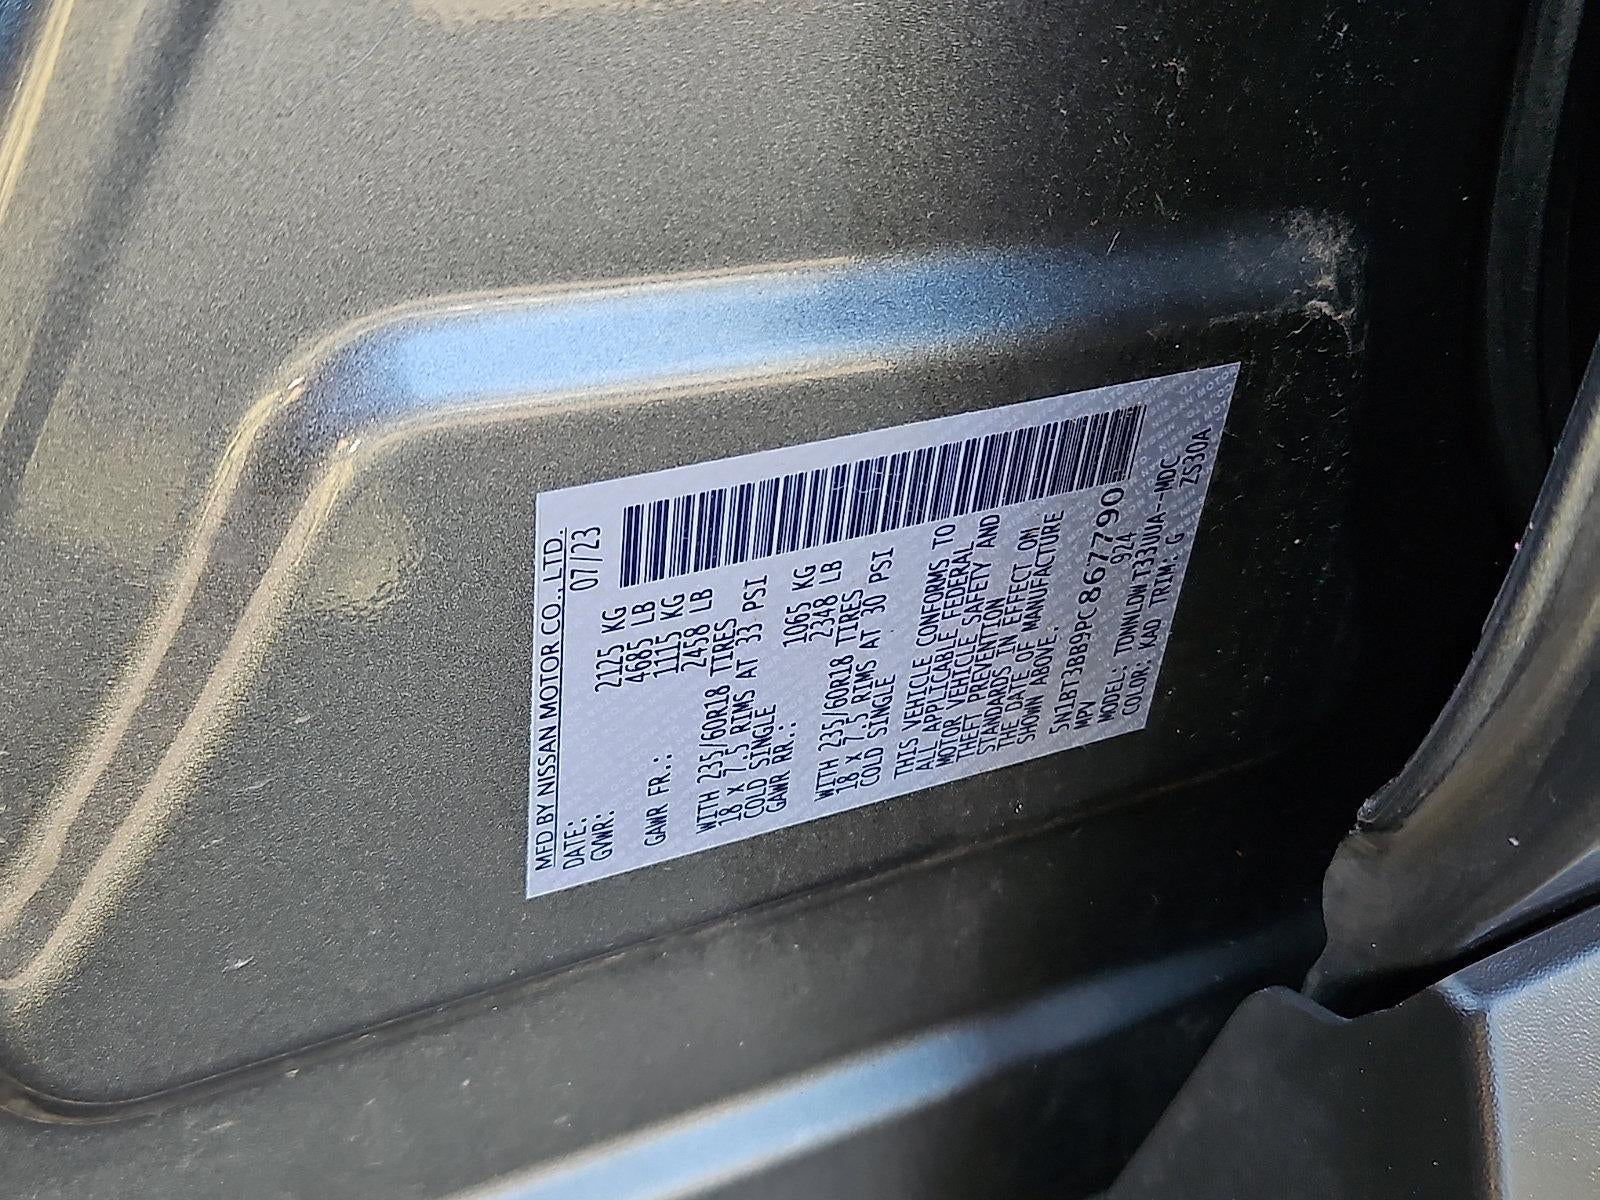 MFD BY NISSAN MOTOR CO., LTD.
DATE: 07/23
GVWR: 2125 KG
4685 LB
GAWR FR.: 1115 KG
2458 LB
WITH 235/60R18 TIRES
18 X 7.5 RIMS AT 33 PSI
COLD SINGLE
GAWR RR.: 1065 KG
2348 LB
WITH 235/60R18 TIRES
18 X 7.5 RIMS AT 30 PSI
COLD SINGLE
THIS VEHICLE CONFORMS TO
ALL APPLICABLE FEDERAL
MOTOR VEHICLE SAFETY AND
THEFT PREVENTION
STANDARDS IN EFFECT ON
THE DATE OF MANUFACTURE
SHOWN ABOVE.
5N1BT3BB9PC867790
MPV 924
MODEL: TDNNLDWT33UUA--MDC
COLOR: KAD TRIM: G ZS30A